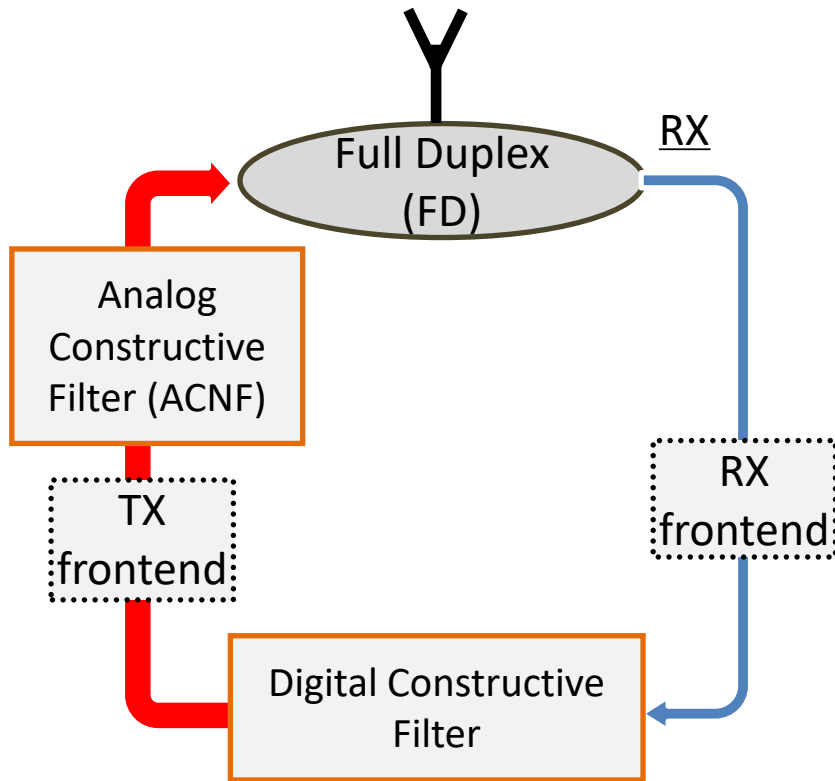 Full Duplex
(FD)
RX
Analog
Constructive
Filter (ACNF)
TX
frontend
RX
frontend
Digital Constructive
Filter